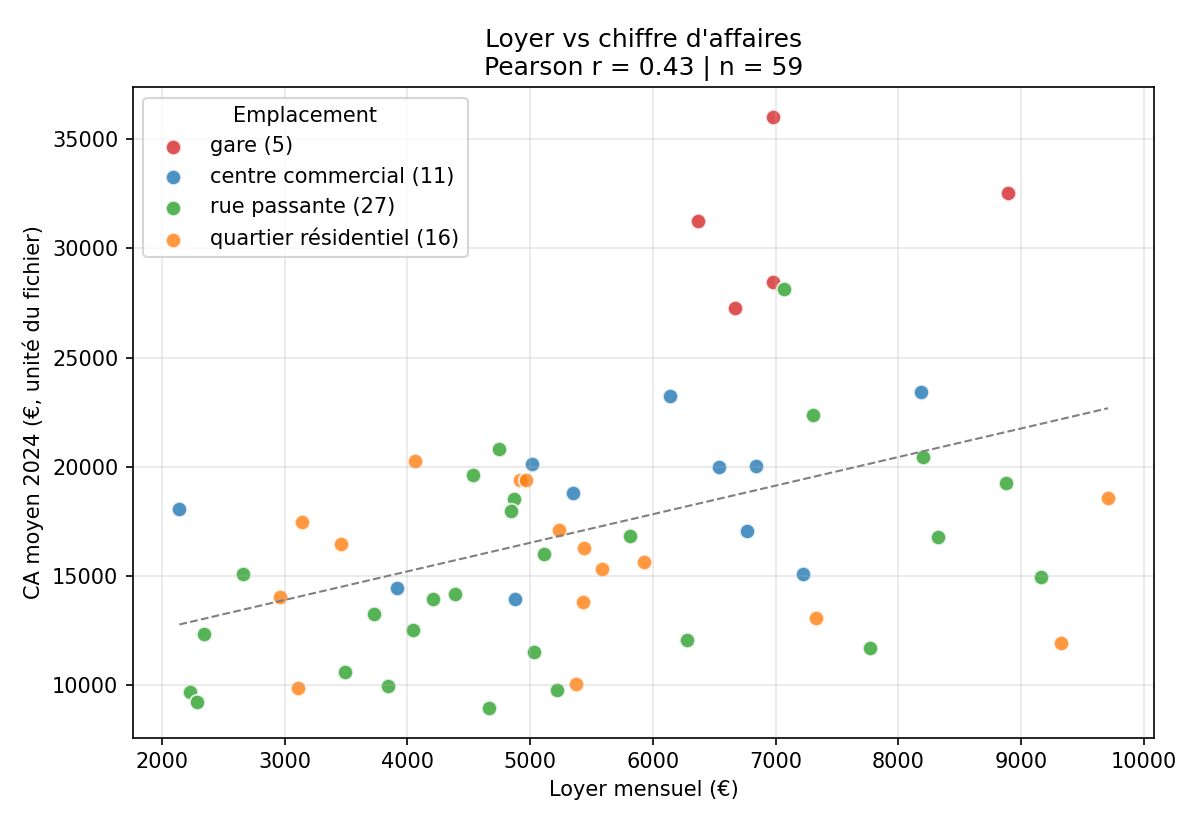 Loyer vs chiffre d'affaires
Pearson r = 0.43 | n = 59
Emplacement
gare (5)
centre commercial (11)
rue passante (27)
quartier résidentiel (16)
CA moyen 2024 (€, unité du fichier)
35000
30000
25000
20000
15000
10000
2000 3000 4000 5000 6000 7000 8000 9000 10000
Loyer mensuel (€)